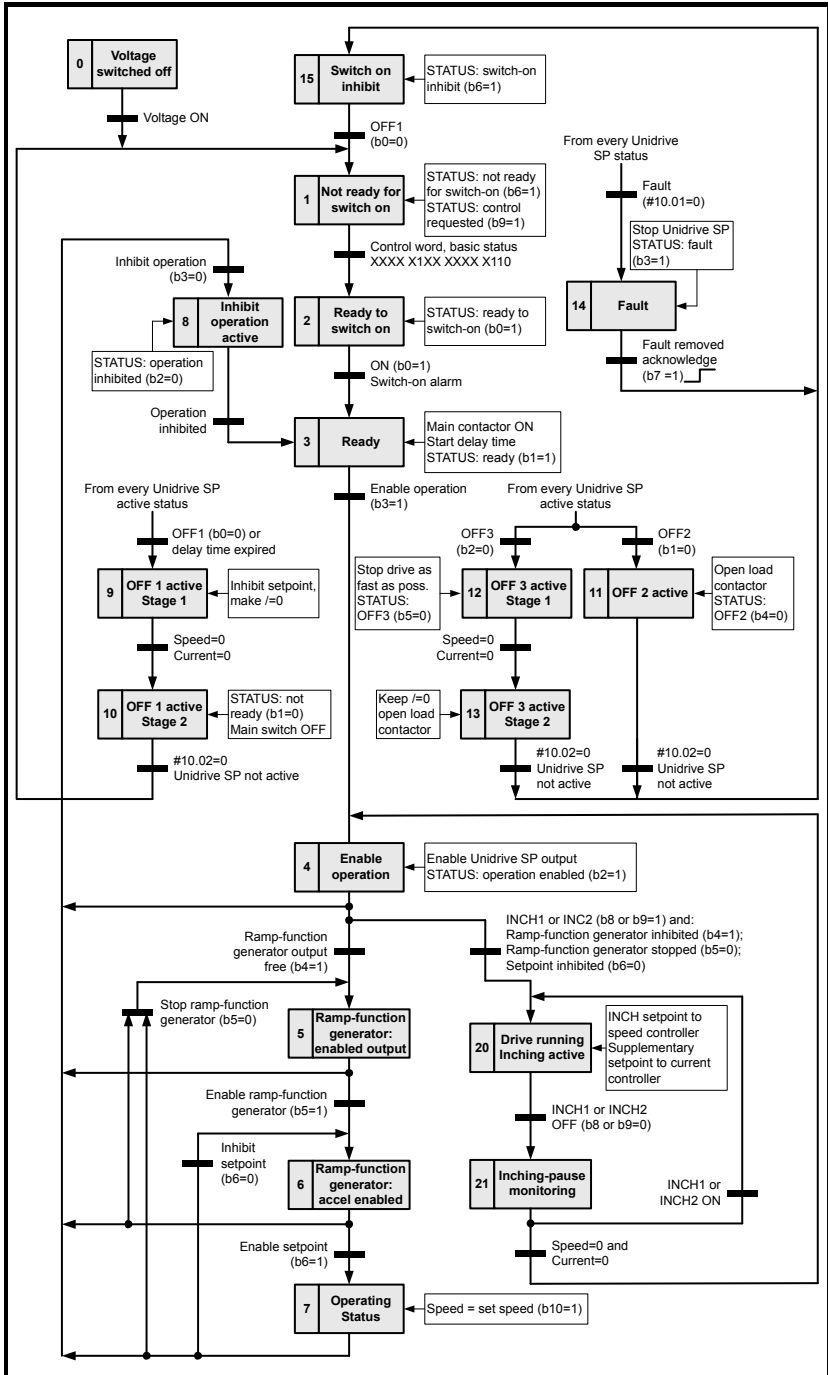 0
Voltage
switched off
Voltage ON
15
Switch on
inhibit
STATUS: switch-on
inhibit (b6=1)
OFF1
(b0=0)
From every Unidrive
SP status
Fault
(#10.01=0)
1
Not ready for
switch on
STATUS: not ready
for switch-on (b6=1)
STATUS: control
requested (b9=1)
Stop Unidrive SP
STATUS: fault
(b3=1)
Control word, basic status
XXXX X1XX XXXX X110
Inhibit operation
(b3=0)
8
Inhibit
operation
active
STATUS: operation
inhibited (b2=0)
2
Ready to
switch on
STATUS: ready to
switch-on (b0=1)
14
Fault
Fault removed
acknowledge
(b7 =1)
ON (b0=1)
Switch-on alarm
Operation
inhibited
3
Ready
Main contactor ON
Start delay time
STATUS: ready (b1=1)
Enable operation
(b3=1)
From every Unidrive SP
active status
OFF1 (b0=0) or
delay time expired
9
OFF 1 active
Stage 1
Inhibit setpoint,
make /=0
Speed=0
Current=0
10
OFF 1 active
Stage 2
STATUS: not
ready (b1=0)
Main switch OFF
#10.02=0
Unidrive SP not active
From every Unidrive SP
active status
OFF3
(b2=0)
OFF2
(b1=0)
Stop drive as
fast as poss.
STATUS:
OFF3 (b5=0)
12
OFF 3 active
Stage 1
11
OFF 2 active
Open load
contactor
STATUS:
OFF2 (b4=0)
Speed=0
Current=0
Keep /=0
open load
contactor
13
OFF 3 active
Stage 2
#10.02=0
Unidrive SP
not active
#10.02=0
Unidrive SP
not active
4
Enable
operation
Enable Unidrive SP output
STATUS: operation enabled (b2=1)
Ramp-function
generator output
free (b4=1)
INCH1 or INC2 (b8 or b9=1) and:
Ramp-function generator inhibited (b4=1);
Ramp-function generator stopped (b5=0);
Setpoint inhibited (b6=0)
Stop ramp-function
generator (b5=0)
5
Ramp-function
generator:
enabled output
20
Drive running
Inching active
INCH setpoint to
speed controller
Supplementary
setpoint to current
controller
Enable ramp-function
generator (b5=1)
INCH1 or INCH2
OFF (b8 or b9=0)
Inhibit
setpoint
(b6=0)
6
Ramp-function
generator:
accel enabled
21
Inching-pause
monitoring
INCH1 or
INCH2 ON
Enable setpoint
(b6=1)
Speed=0 and
Current=0
7
Operating
Status
Speed = set speed (b10=1)